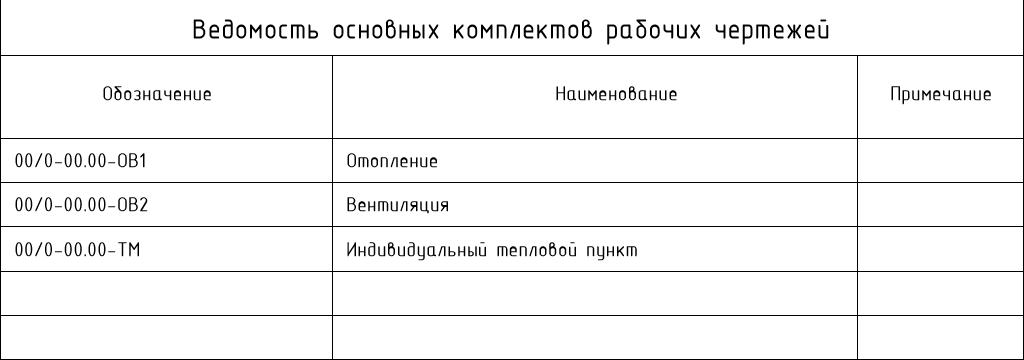 Ведомость основных комплектов рабочих чертежей
Обозначение Наименование Примечание
00/0-00.00-ОВ1 Отопление
00/0-00.00-ОВ2 Вентиляция
00/0-00.00-ТМ Индивидуальный тепловой пункт